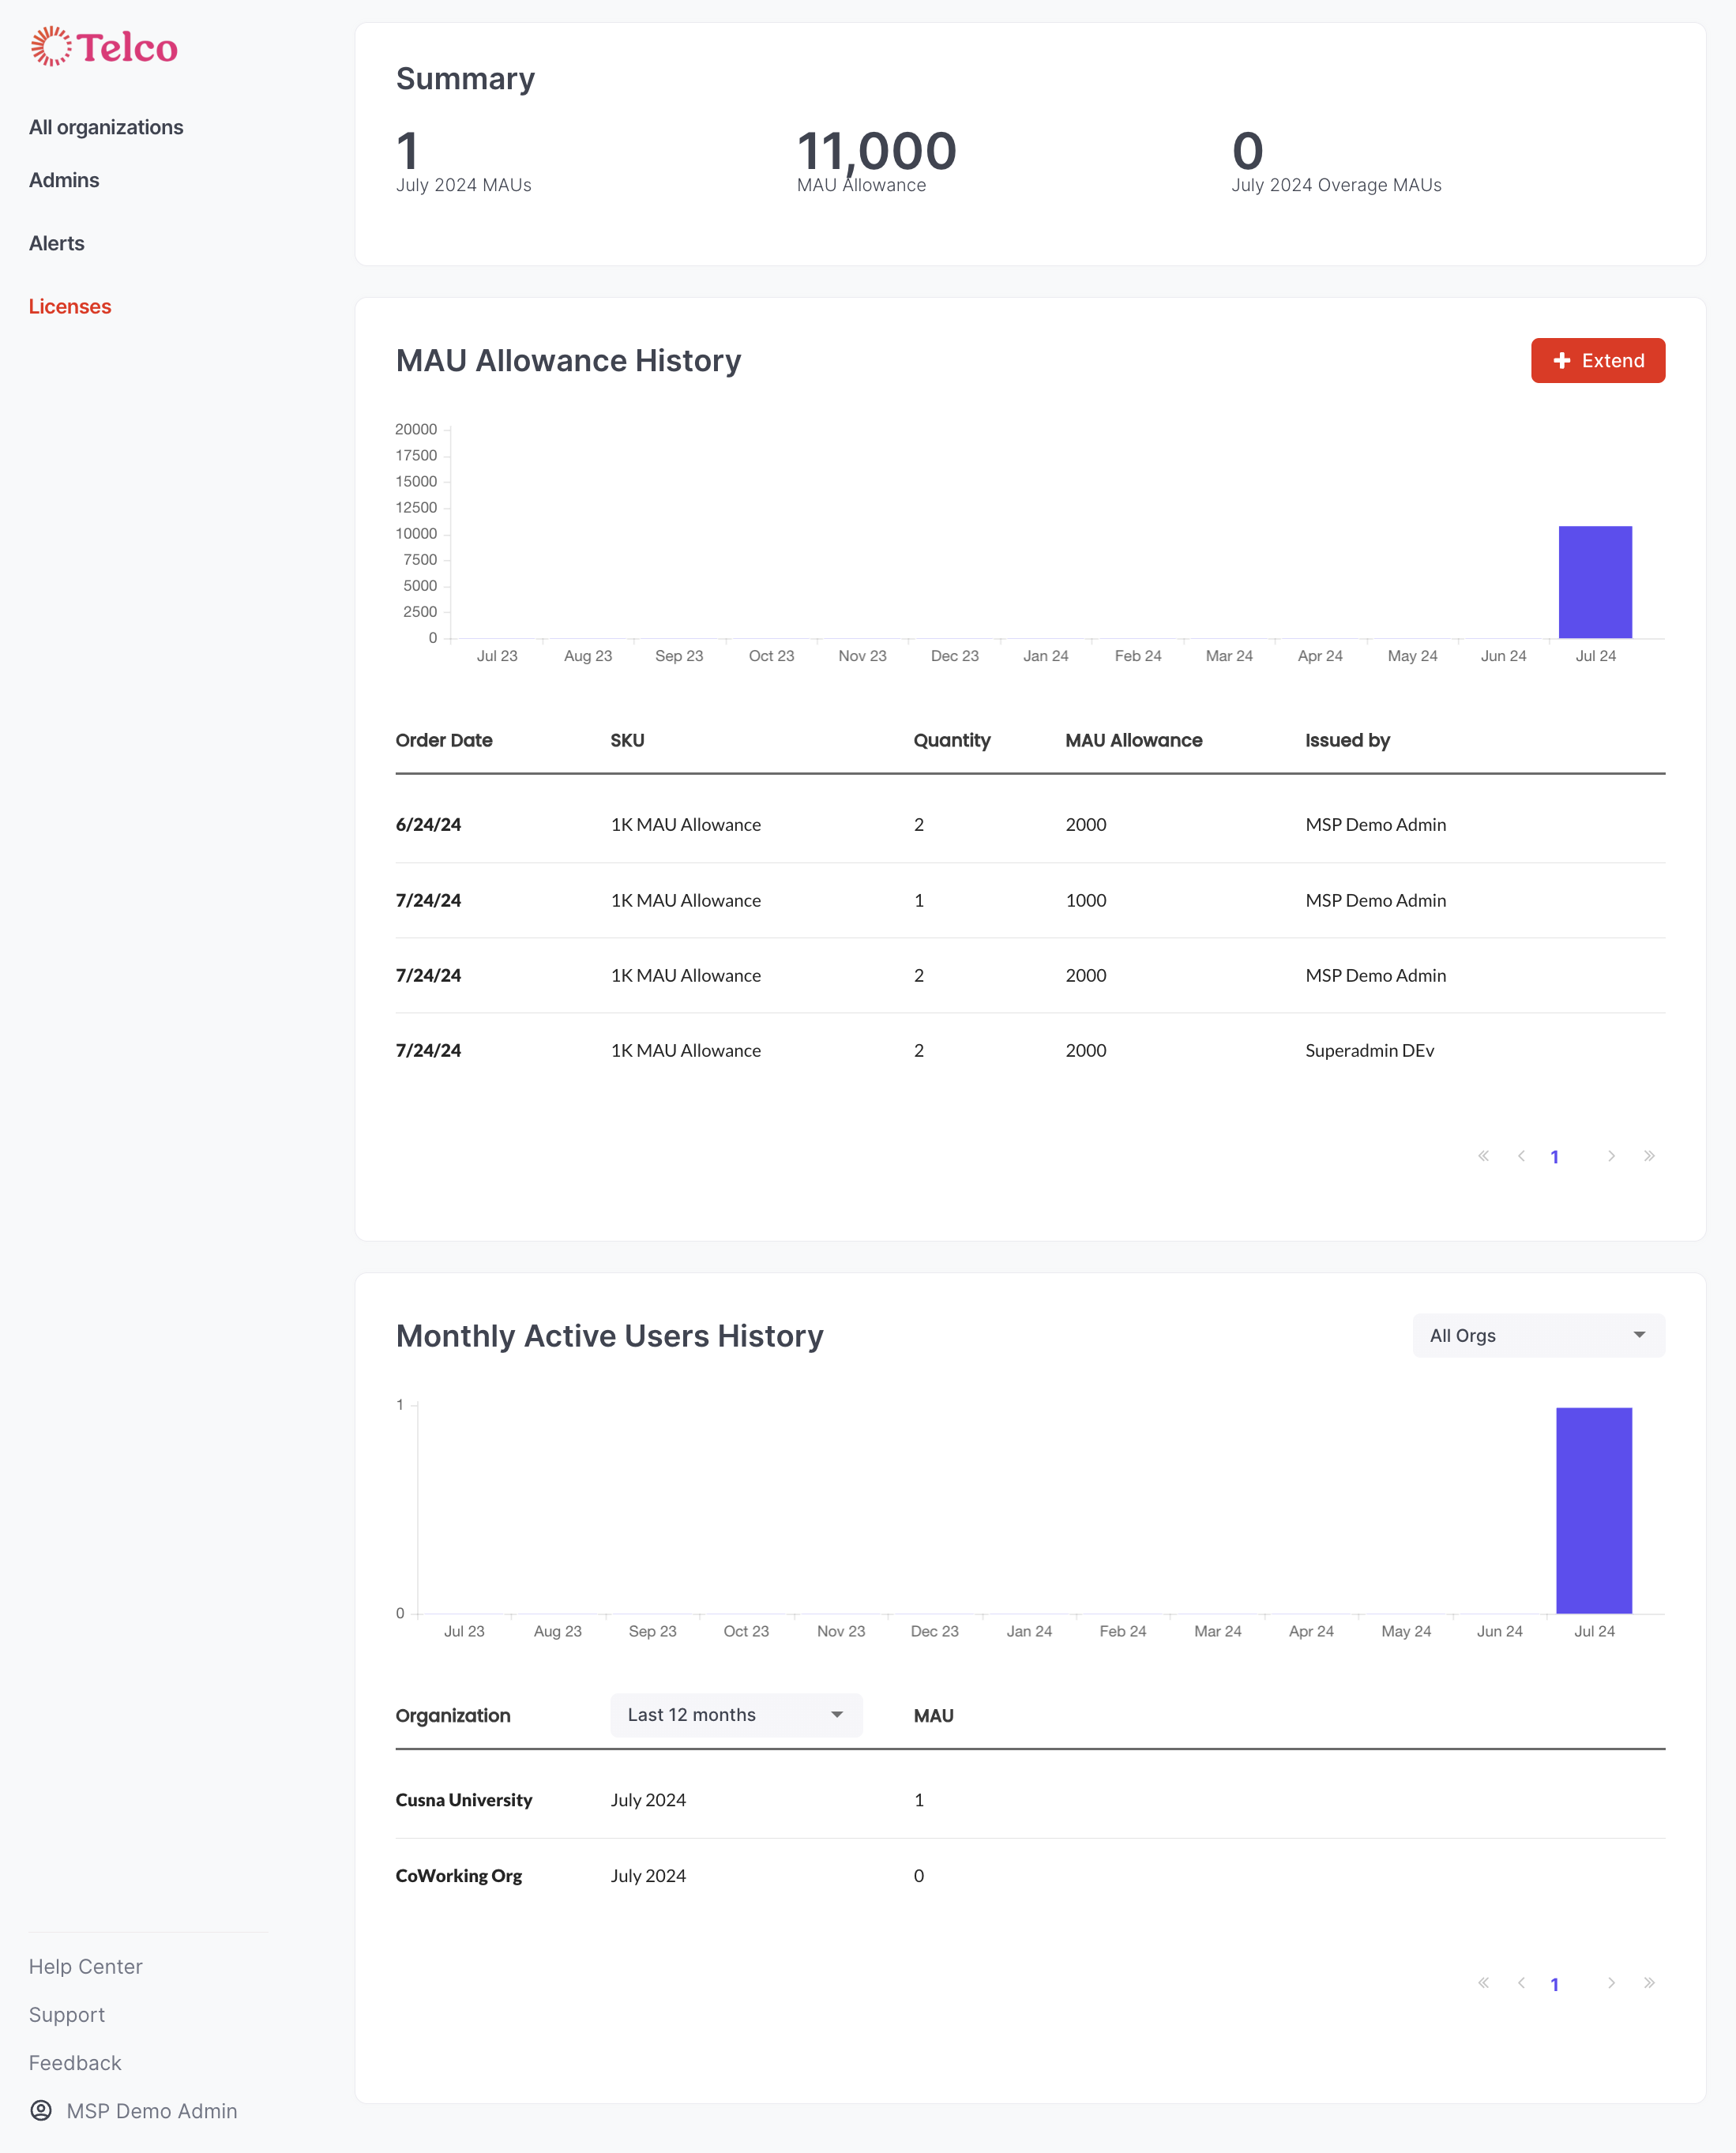 Telco
All organizations
Admins
Alerts
Licenses
Summary
1 11,000 0
July 2024 MAUs MAU Allowance July 2024 Overage MAUs
MAU Allowance History
Extend
20000
17500
15000
12500
10000
7500
5000
2500
0
Jul 23 Aug 23 Sep 23 Oct 23 Nov 23 Dec 23 Jan 24 Feb 24 Mar 24 Apr 24 May 24 Jun 24 Jul 24
Order Date SKU Quantity MAU Allowance Issued by
6/24/24 1K MAU Allowance 2 2000 MSP Demo Admin
7/24/24 1K MAU Allowance 1 1000 MSP Demo Admin
7/24/24 1K MAU Allowance 2 2000 MSP Demo Admin
7/24/24 1K MAU Allowance 2 2000 Superadmin DEv
« ‹ 1 › »
Monthly Active Users History
All Orgs
1
0
Jul 23 Aug 23 Sep 23 Oct 23 Nov 23 Dec 23 Jan 24 Feb 24 Mar 24 Apr 24 May 24 Jun 24 Jul 24
Organization Last 12 months MAU
Cusna University July 2024 1
CoWorking Org July 2024 0
« ‹ 1 › »
Help Center
Support
Feedback
MSP Demo Admin